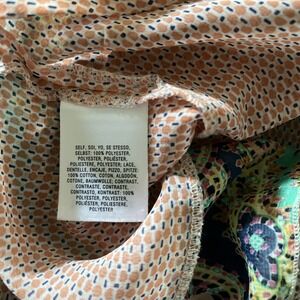 SELF, SOI, YO, SE STESSO,
SELBST: 100% POLYESTER,
POLYESTER, POLIÉSTER,
POLIESTERE, POLYESTER; LACE,
DENTELLE, ENCAJE, PIZZO, SPITZE:
100% COTTON, COTON, ALGODÓN,
COTONE, BAUMWOLLE; CONTRAST,
CONTRASTE, CONTRASTE,
CONTRASTO, KONTRAST: 100%
POLYESTER, POLYESTER,
POLIÉSTER, POLIESTERE,
POLYESTER